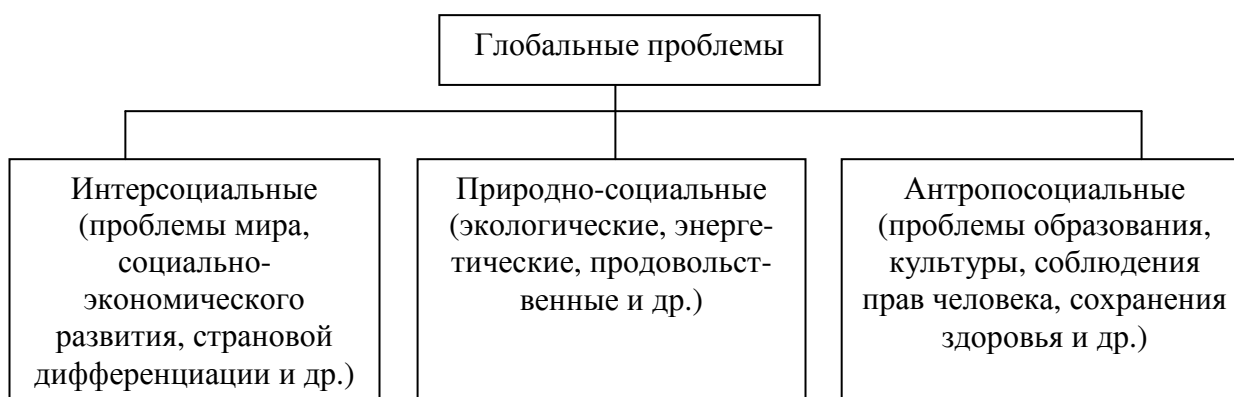 Глобальные проблемы
Интерсоциальные
(проблемы мира,
социально-
экономического
развития, страновой
дифференциации и др.)
Природно-социальные
(экологические, энерге-
тические, продовольст-
венные и др.)
Антропосоциальные
(проблемы образования,
культуры, соблюдения
прав человека, сохранения
здоровья и др.)